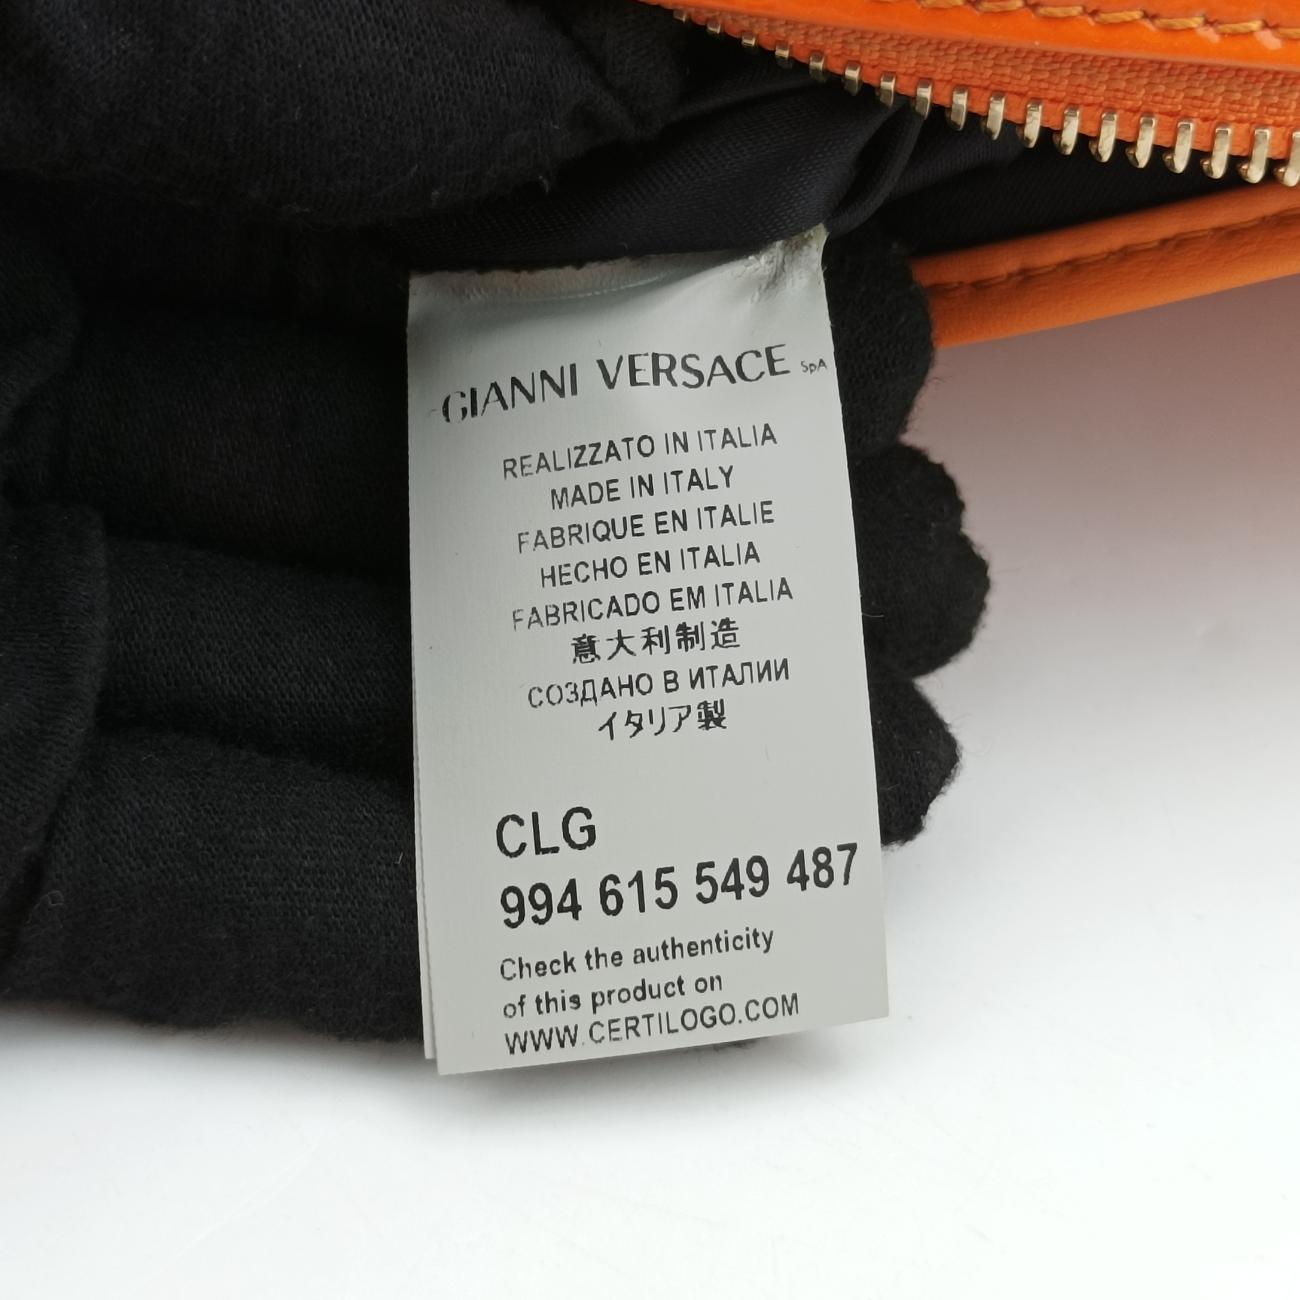 GIANNI VERSACE SpA
REALIZZATO IN ITALIA
MADE IN ITALY
FABRIQUE EN ITALIE
HECHO EN ITALIA
FABRICADO EM ITALIA
意大利制造
СОЗДАНО В ИТАЛИИ
イタリア製
CLG
994 615 549 487
Check the authenticity
of this product on
WWW.CERTILOGO.COM